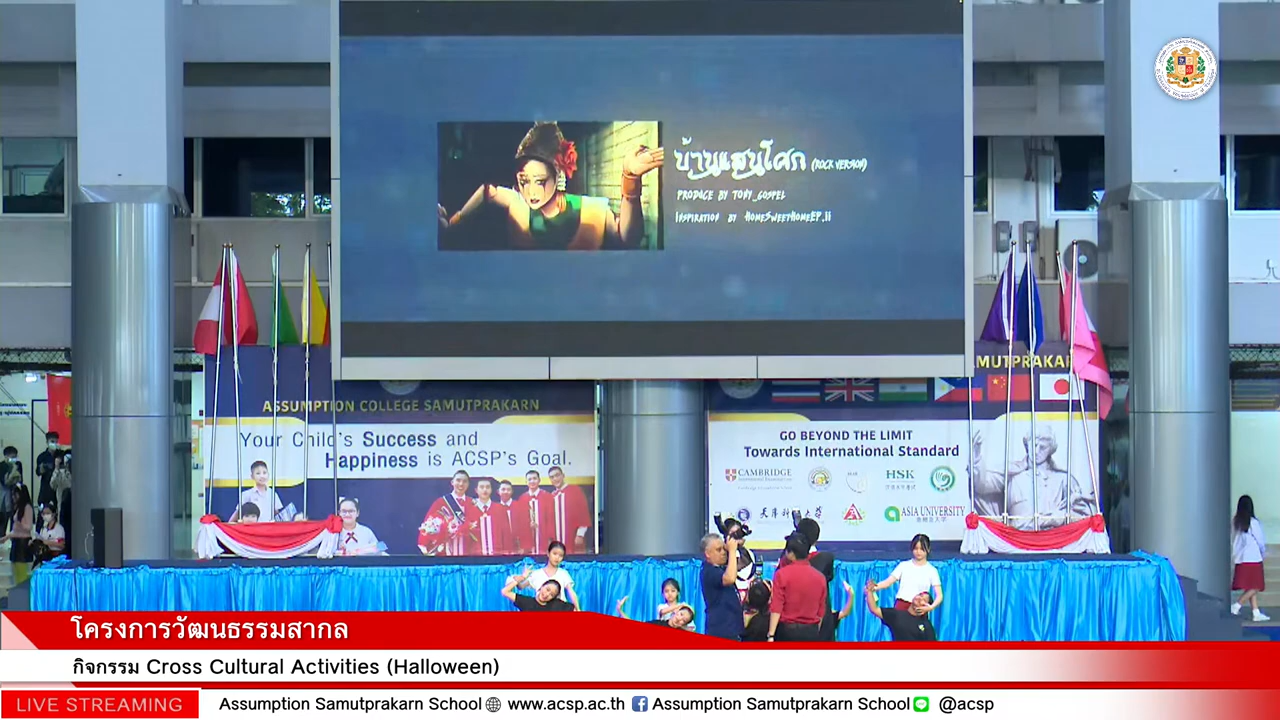 บ้านแสนโศก (ROCK VERSION)
PRODUCE BY TONY_GOSPEL
INSPIRATION BY HOMESWEETHOMEEP.II
ASSUMPTION COLLEGE SAMUTPRAKARN
Your Child's Success and
Happiness is ACSP's Goal.
AMUTPRAKAR
GO BEYOND THE LIMIT
Towards International Standard
CAMBRIDGE
HSK
ASIA UNIVERSITY
โครงการวัฒนธรรมสากล
กิจกรรม Cross Cultural Activities (Halloween)
LIVE STREAMING
Assumption Samutprakarn School www.acsp.ac.th Assumption Samutprakarn School @acsp